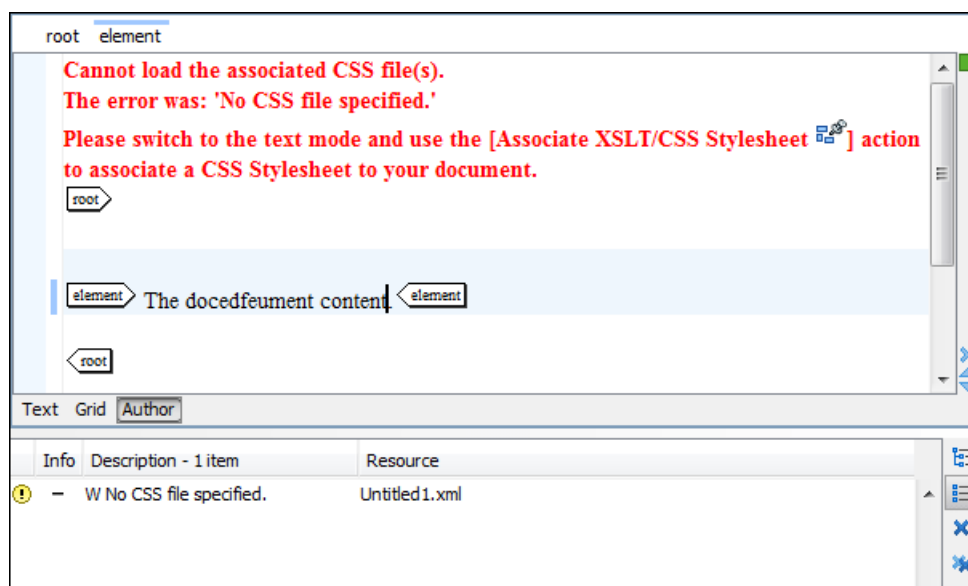 root element
Cannot load the associated CSS file(s).
The error was: 'No CSS file specified.'
Please switch to the text mode and use the [Associate XSLT/CSS Stylesheet ] action
to associate a CSS Stylesheet to your document.
root
element The docedfeument content. element
root
Text Grid Author
Info Description - 1 item Resource
W No CSS file specified. Untitled1.xml